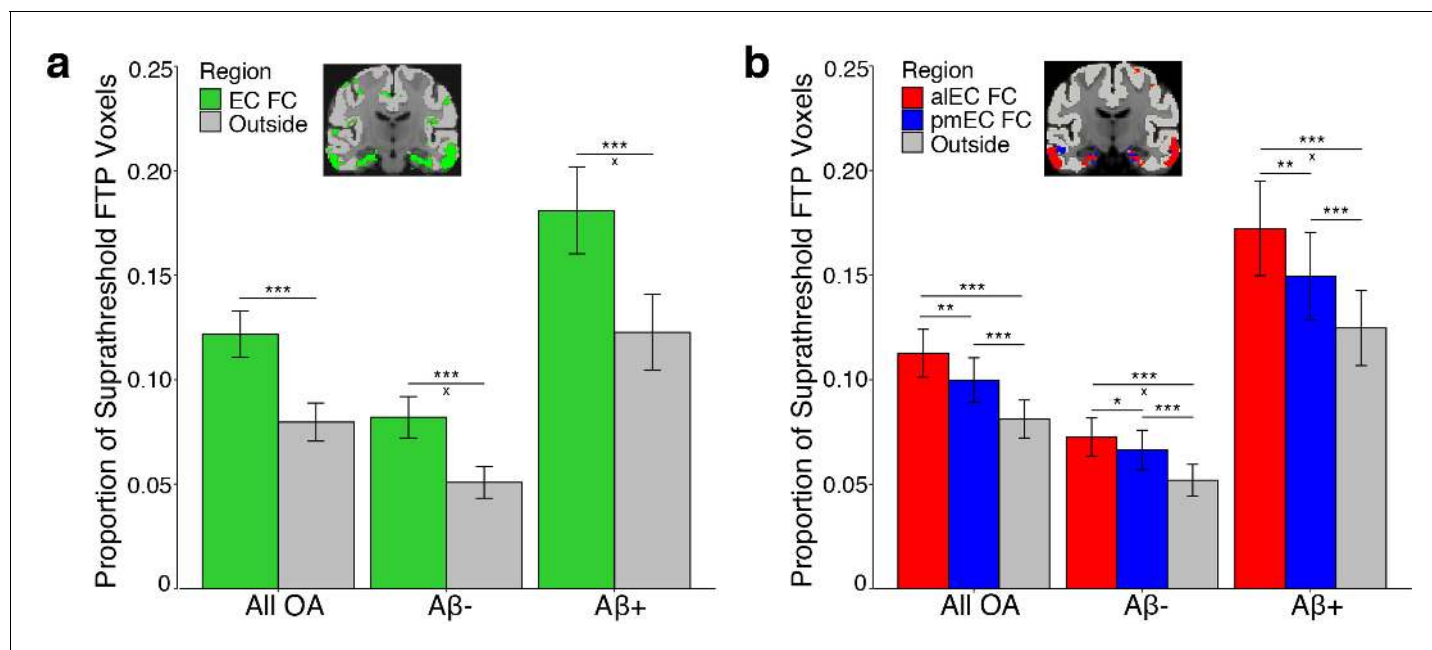 a
Proportion of Suprathreshold FTP Voxels
0.25
0.20
0.15
0.10
0.05
0
Region
EC FC
Outside
***
***
x
***
x
All OA
Aβ-
Aβ+
b
Proportion of Suprathreshold FTP Voxels
0.25
0.20
0.15
0.10
0.05
0
Region
alEC FC
pmEC FC
Outside
***
**
***
***
x
*
***
***
x
**
***
All OA
Aβ-
Aβ+